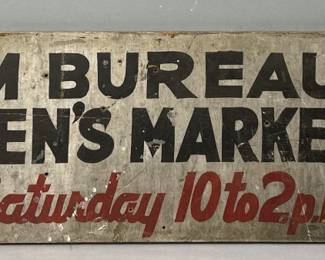 M BUREAU
EN'S MARKE
aturday 10 to 2 p.